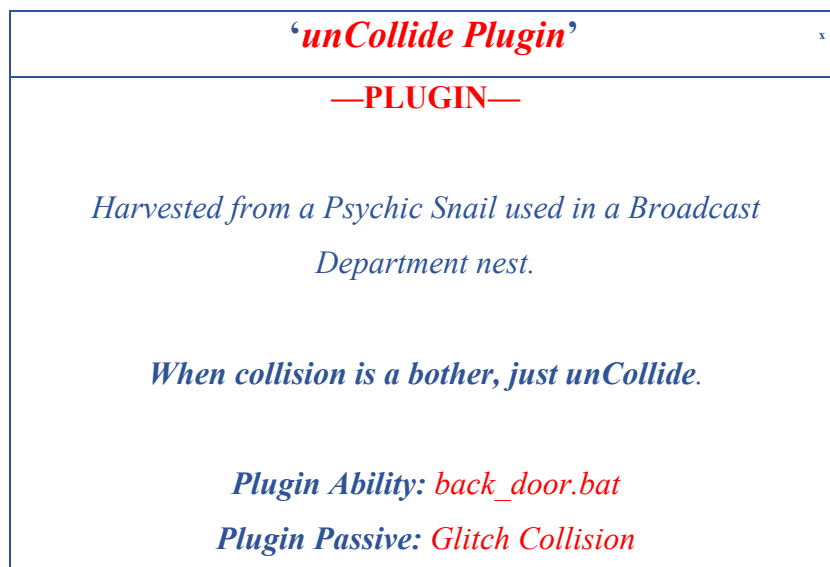 ‘unCollide Plugin’ x
—PLUGIN—
Harvested from a Psychic Snail used in a Broadcast
Department nest.
When collision is a bother, just unCollide.
Plugin Ability: back_door.bat
Plugin Passive: Glitch Collision